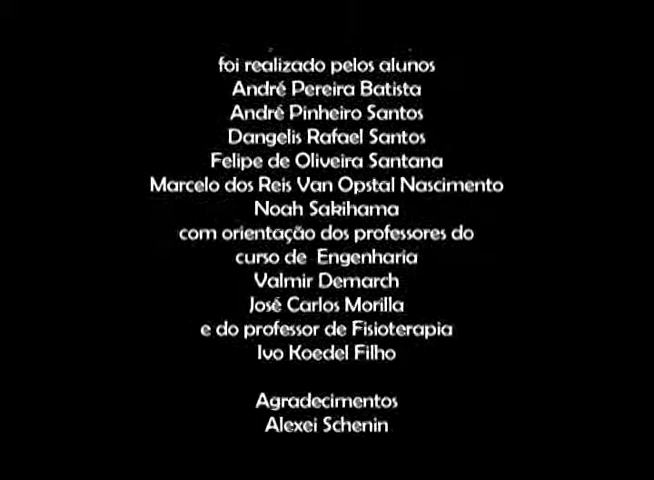 foi realizado pelos alunos
André Pereira Batista
André Pinheiro Santos
Dangelis Rafael Santos
Felipe de Oliveira Santana
Marcelo dos Reis Van Opstal Nascimento
Noah Sakihama
com orientação dos professores do
curso de Engenharia
Valmir Demarch
José Carlos Morilla
e do professor de Fisioterapia
Ivo Koedel Filho
Agradecimentos
Alexei Schenin